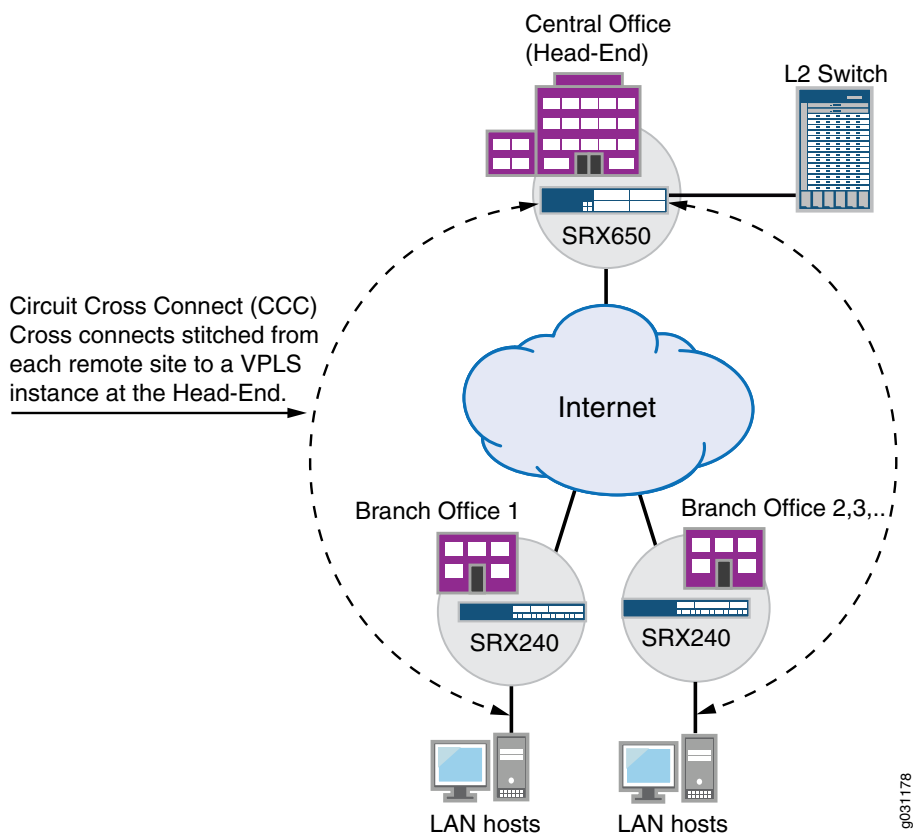 Central Office
(Head-End)
L2 Switch
SRX650
Circuit Cross Connect (CCC)
Cross connects stitched from
each remote site to a VPLS
instance at the Head-End.
Internet
Branch Office 1
Branch Office 2,3,..
SRX240
SRX240
LAN hosts
LAN hosts
g031178